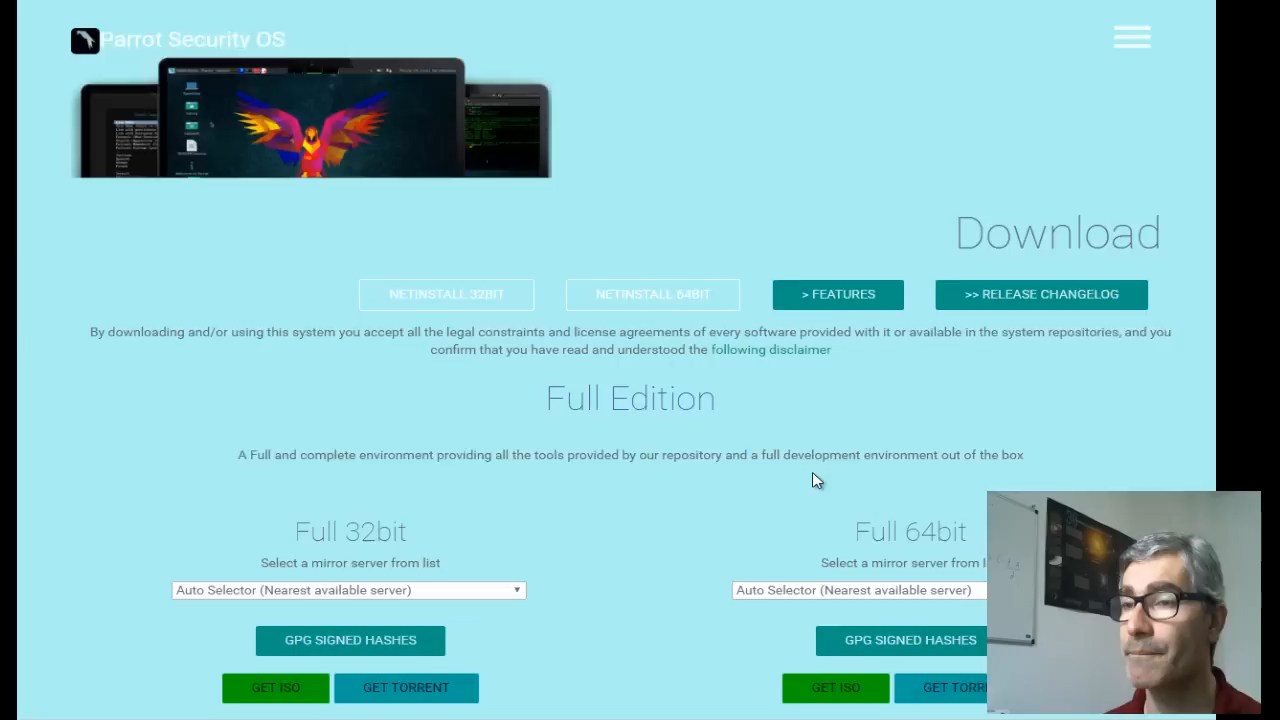 Parrot Security OS
Download
NETINSTALL 32BIT
NETINSTALL 64BIT
> FEATURES
>> RELEASE CHANGELOG
By downloading and/or using this system you accept all the legal constraints and license agreements of every software provided with it or available in the system repositories, and you
confirm that you have read and understood the following disclaimer
Full Edition
A Full and complete environment providing all the tools provided by our repository and a full development environment out of the box
Full 32bit
Full 64bit
Select a mirror server from list
Select a mirror server from
Auto Selector (Nearest available server)
Auto Selector (Nearest available server)
GPG SIGNED HASHES
GPG SIGNED HASHES
GET ISO
GET TORRENT
GET ISO
GET TORR